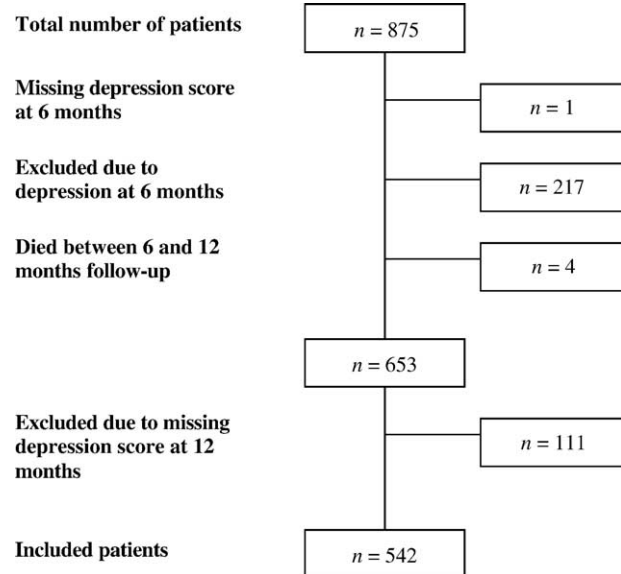 Total number of patients
n = 875
Missing depression score
at 6 months
n = 1
Excluded due to
depression at 6 months
n = 217
Died between 6 and 12
months follow-up
n = 4
n = 653
Excluded due to missing
depression score at 12
months
n = 111
Included patients
n = 542